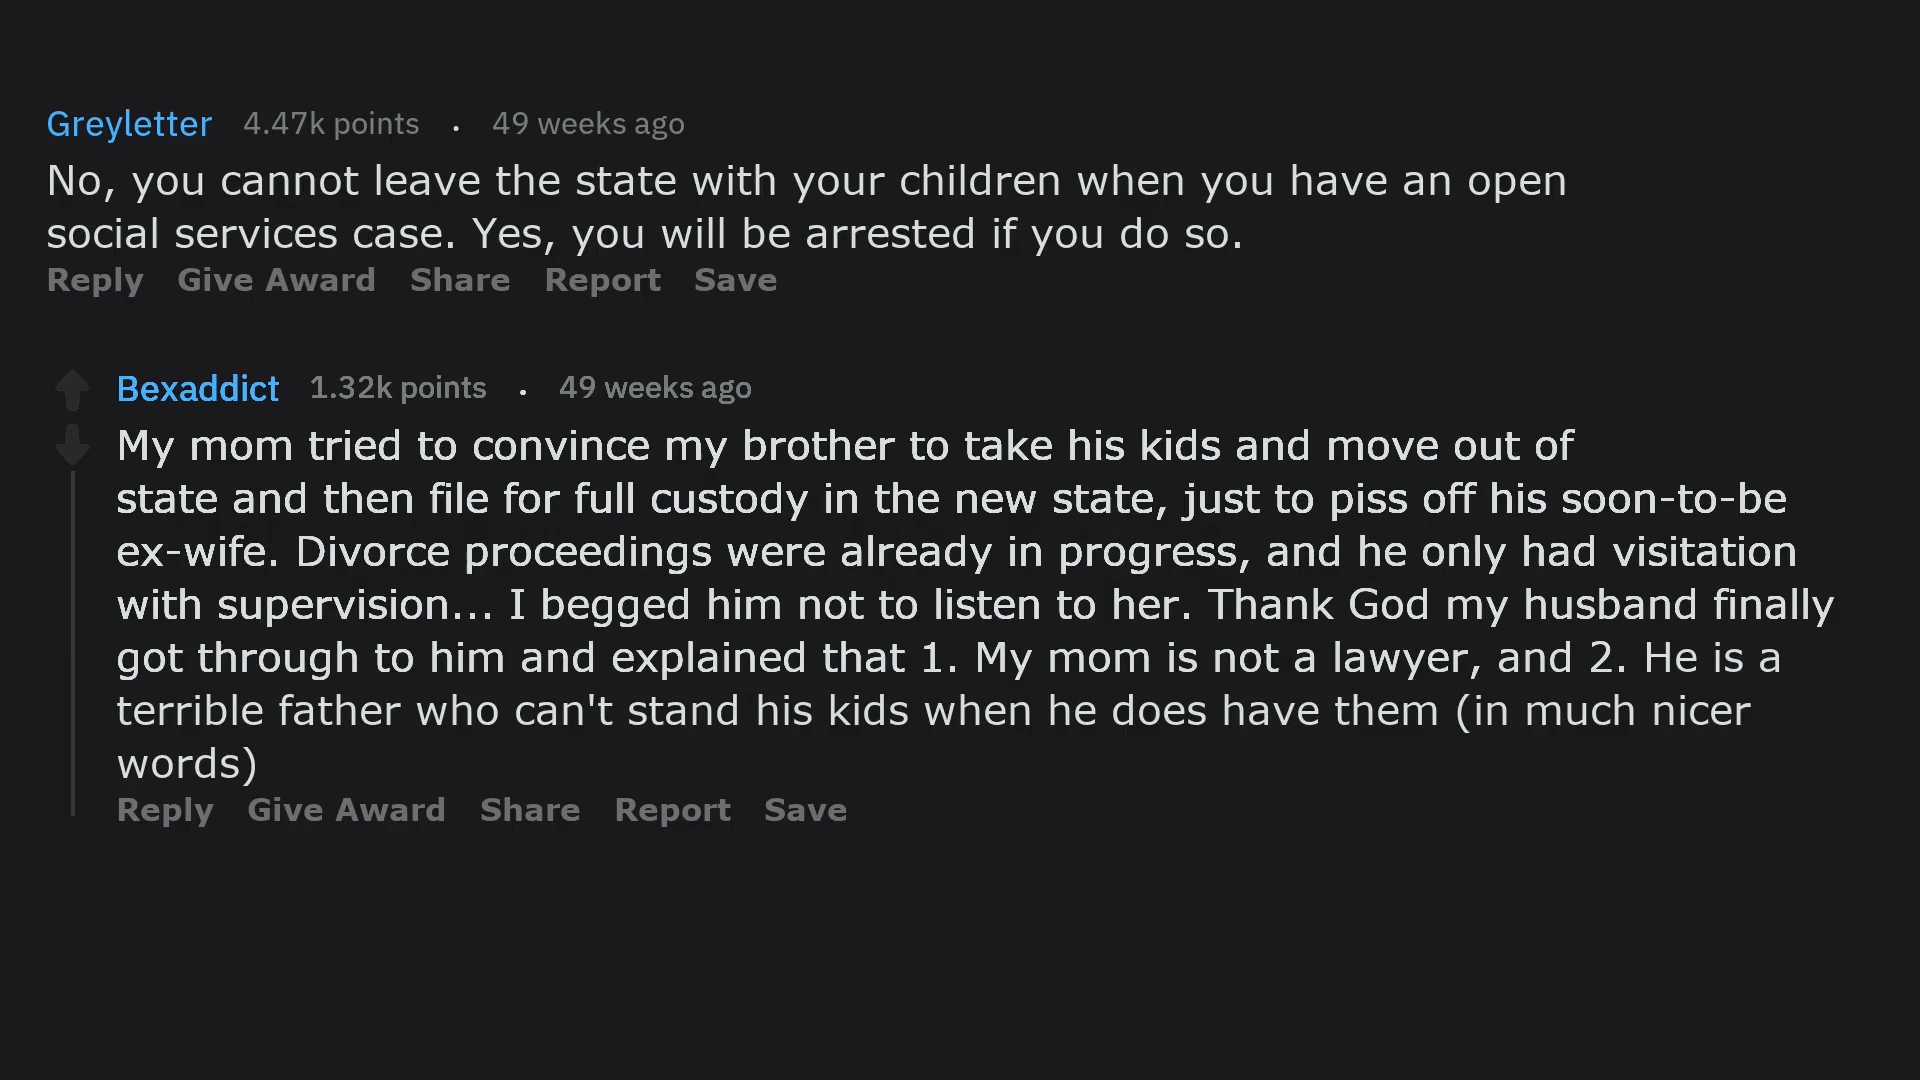 Greyletter 4.47k points . 49 weeks ago
No, you cannot leave the state with your children when you have an open
social services case. Yes, you will be arrested if you do so.
Reply Give Award Share Report Save
Bexaddict 1.32k points . 49 weeks ago
My mom tried to convince my brother to take his kids and move out of
state and then file for full custody in the new state, just to piss off his soon-to-be
ex-wife. Divorce proceedings were already in progress, and he only had visitation
with supervision... I begged him not to listen to her. Thank God my husband finally
got through to him and explained that 1. My mom is not a lawyer, and 2. He is a
terrible father who can't stand his kids when he does have them (in much nicer
words)
Reply Give Award Share Report Save